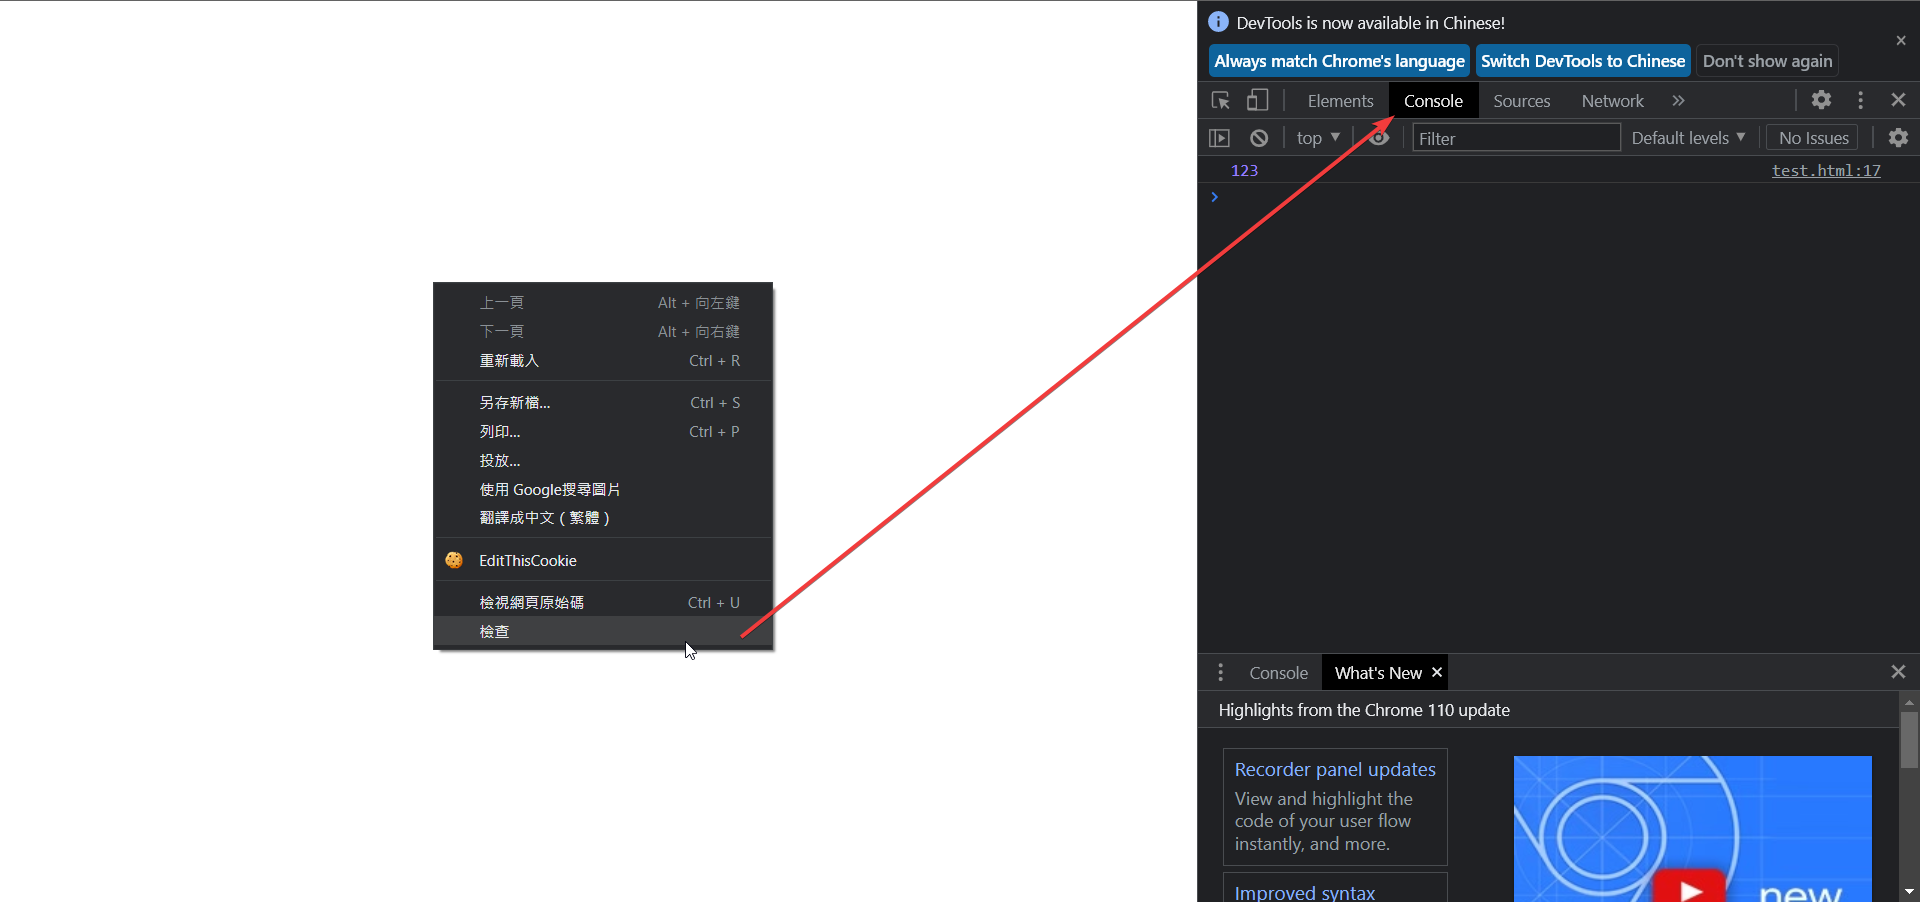 DevTools is now available in Chinese!
Always match Chrome's language Switch DevTools to Chinese Don't show again
Elements Console Sources Network
top Filter Default levels No Issues
123 test.html:17
上一頁 Alt + 向左鍵
下一頁 Alt + 向右鍵
重新載入 Ctrl + R
另存新檔... Ctrl + S
列印... Ctrl + P
投放...
使用 Google搜尋圖片
翻譯成中文 ( 繁體 )
EditThisCookie
檢視網頁原始碼 Ctrl + U
檢查
Console What's New
Highlights from the Chrome 110 update
Recorder panel updates
View and highlight the
code of your user flow
instantly, and more.
Improved syntax
new